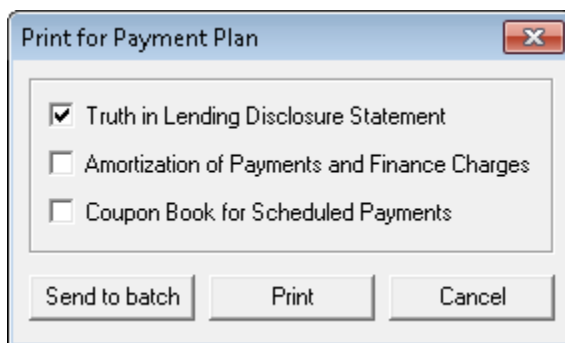 Print for Payment Plan
Truth in Lending Disclosure Statement
Amortization of Payments and Finance Charges
Coupon Book for Scheduled Payments
Send to batch Print Cancel